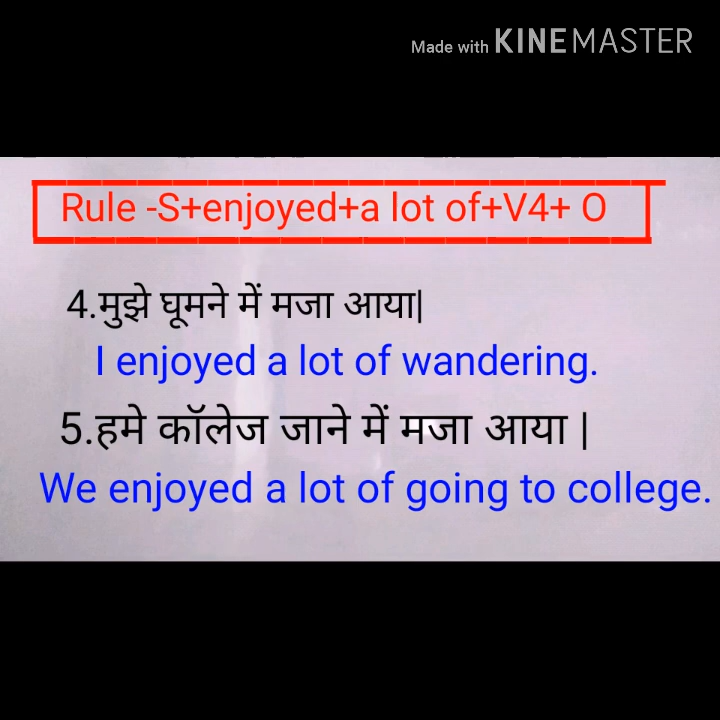 Made with KINEMASTER
Rule -S+enjoyed+a lot of+V4+ O
4.मुझे घूमने में मजा आया|
I enjoyed a lot of wandering.
5.हमे कॉलेज जाने में मजा आया |
We enjoyed a lot of going to college.